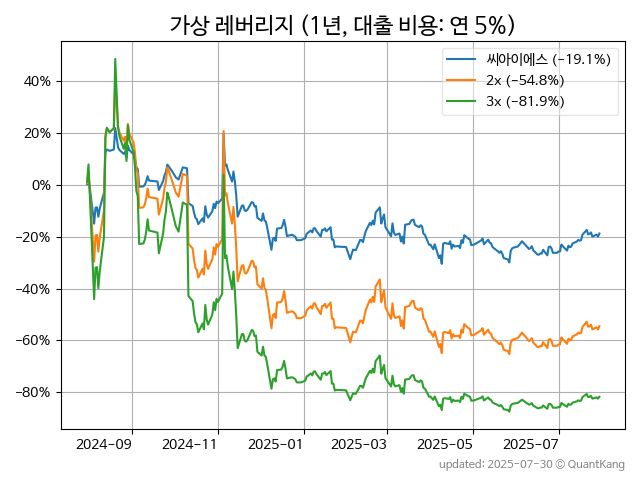 가상 레버리지 (1년, 대출 비용: 연 5%)
씨아이에스 (-19.1%)
2x (-54.8%)
3x (-81.9%)
40%
20%
0%
-20%
-40%
-60%
-80%
2024-09
2024-11
2025-01
2025-03
2025-05
2025-07
updated: 2025-07-30 © QuantKang